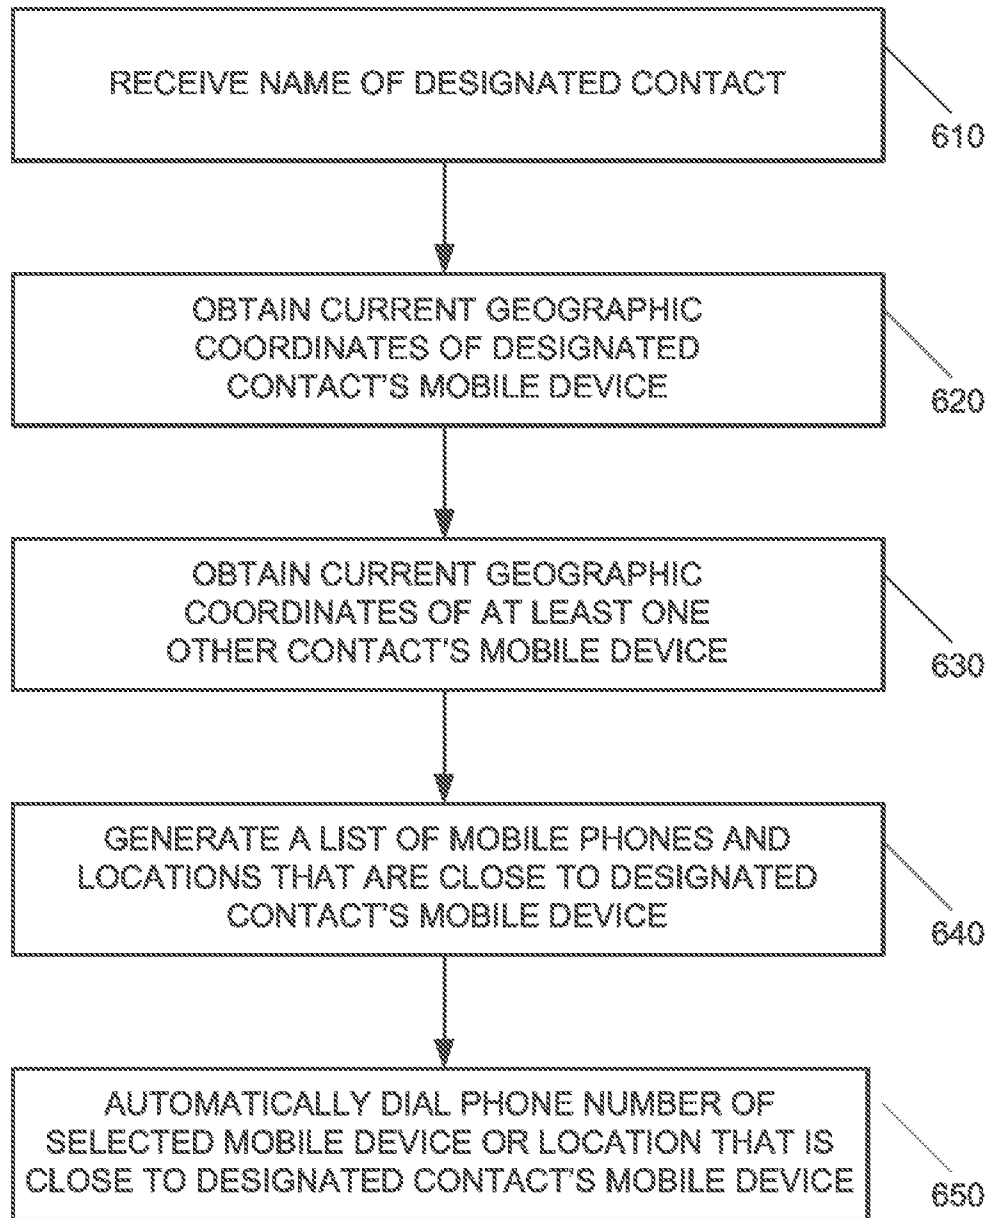 RECEIVE NAME OF DESIGNATED CONTACT
610
OBTAIN CURRENT GEOGRAPHIC
COORDINATES OF DESIGNATED
CONTACT'S MOBILE DEVICE
620
OBTAIN CURRENT GEOGRAPHIC
COORDINATES OF AT LEAST ONE
OTHER CONTACT'S MOBILE DEVICE
630
GENERATE A LIST OF MOBILE PHONES AND
LOCATIONS THAT ARE CLOSE TO DESIGNATED
CONTACT'S MOBILE DEVICE
640
AUTOMATICALLY DIAL PHONE NUMBER OF
SELECTED MOBILE DEVICE OR LOCATION THAT IS
CLOSE TO DESIGNATED CONTACT'S MOBILE DEVICE
650